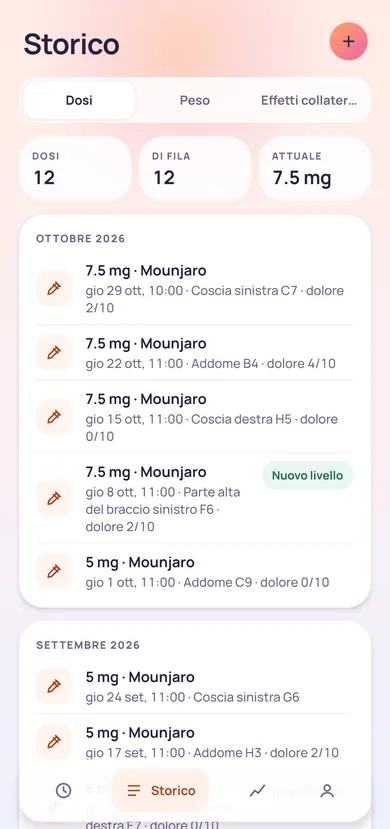 Storico
Dosi
Peso
Effetti collater…
DOSI
12
DI FILA
12
ATTUALE
7.5 mg
OTTOBRE 2026
7.5 mg · Mounjaro
gio 29 ott, 10:00 · Coscia sinistra C7 · dolore
2/10
7.5 mg · Mounjaro
gio 22 ott, 11:00 · Addome B4 · dolore 4/10
7.5 mg · Mounjaro
gio 15 ott, 11:00 · Coscia destra H5 · dolore
0/10
7.5 mg · Mounjaro
Nuovo livello
gio 8 ott, 11:00 · Parte alta
del braccio sinistro F6 ·
dolore 2/10
5 mg · Mounjaro
gio 1 ott, 11:00 · Addome C9 · dolore 0/10
SETTEMBRE 2026
5 mg · Mounjaro
gio 24 set, 11:00 · Coscia sinistra G6
5 mg · Mounjaro
gio 17 set, 11:00 · Addome H3 · dolore 2/10
Storico